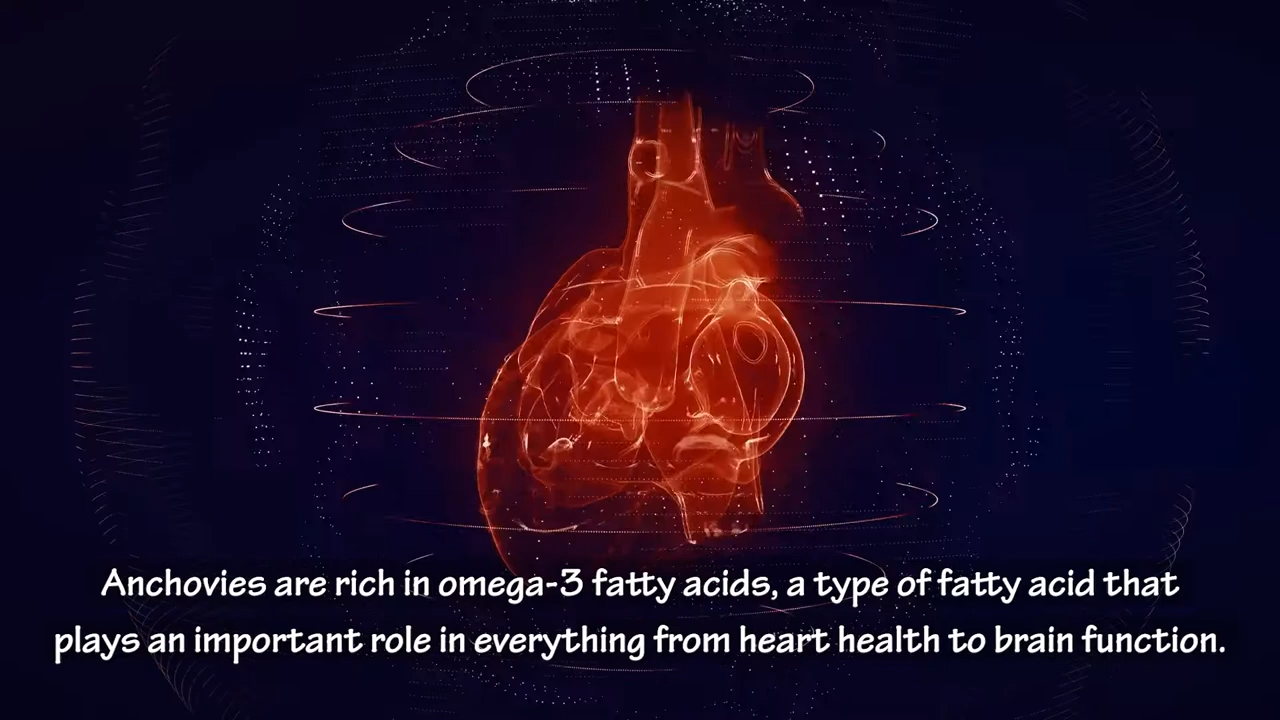 Anchovies are rich in omega-3 fatty acids, a type of fatty acid that
plays an important role in everything from heart health to brain function.